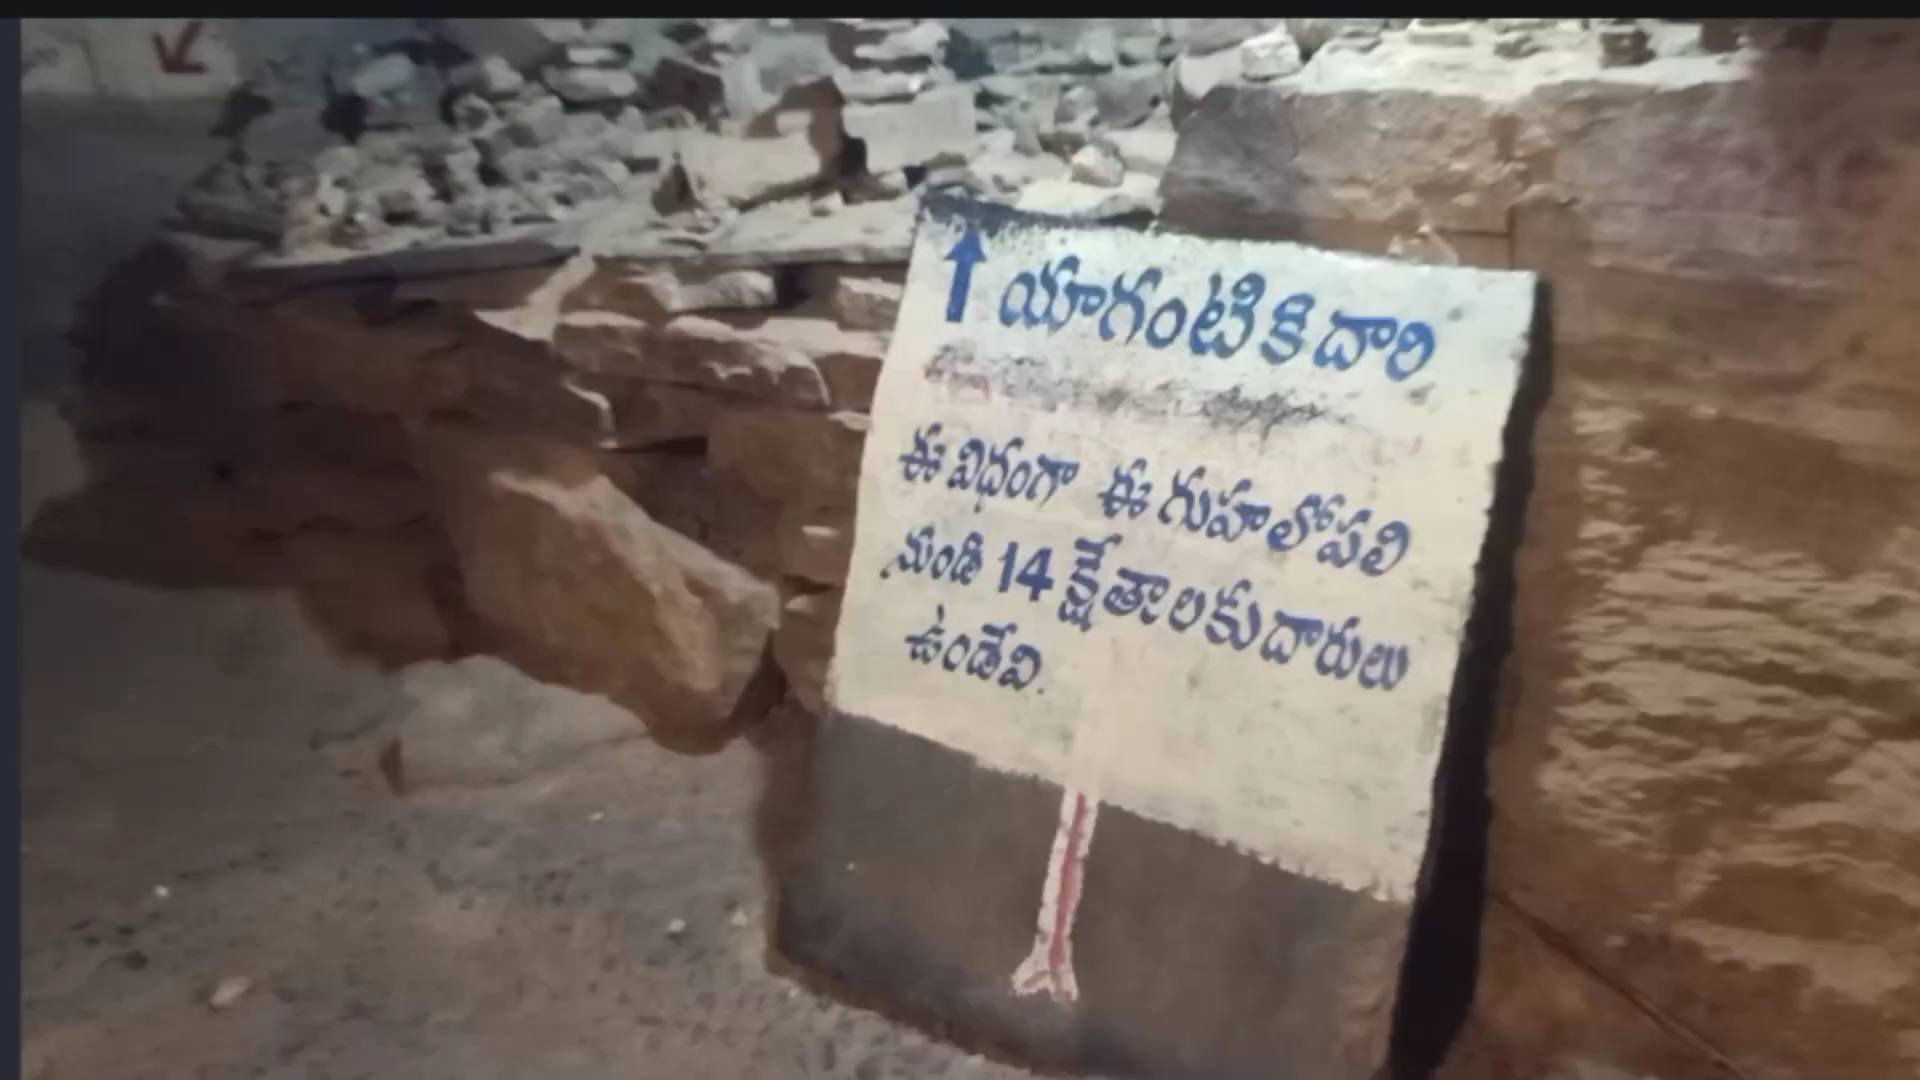 యాగంటికి దారి
ఈ విధంగా ఈ గుహలోపలి
నుండి 14 క్షేతాలకు దారులు
ఉండేవి.